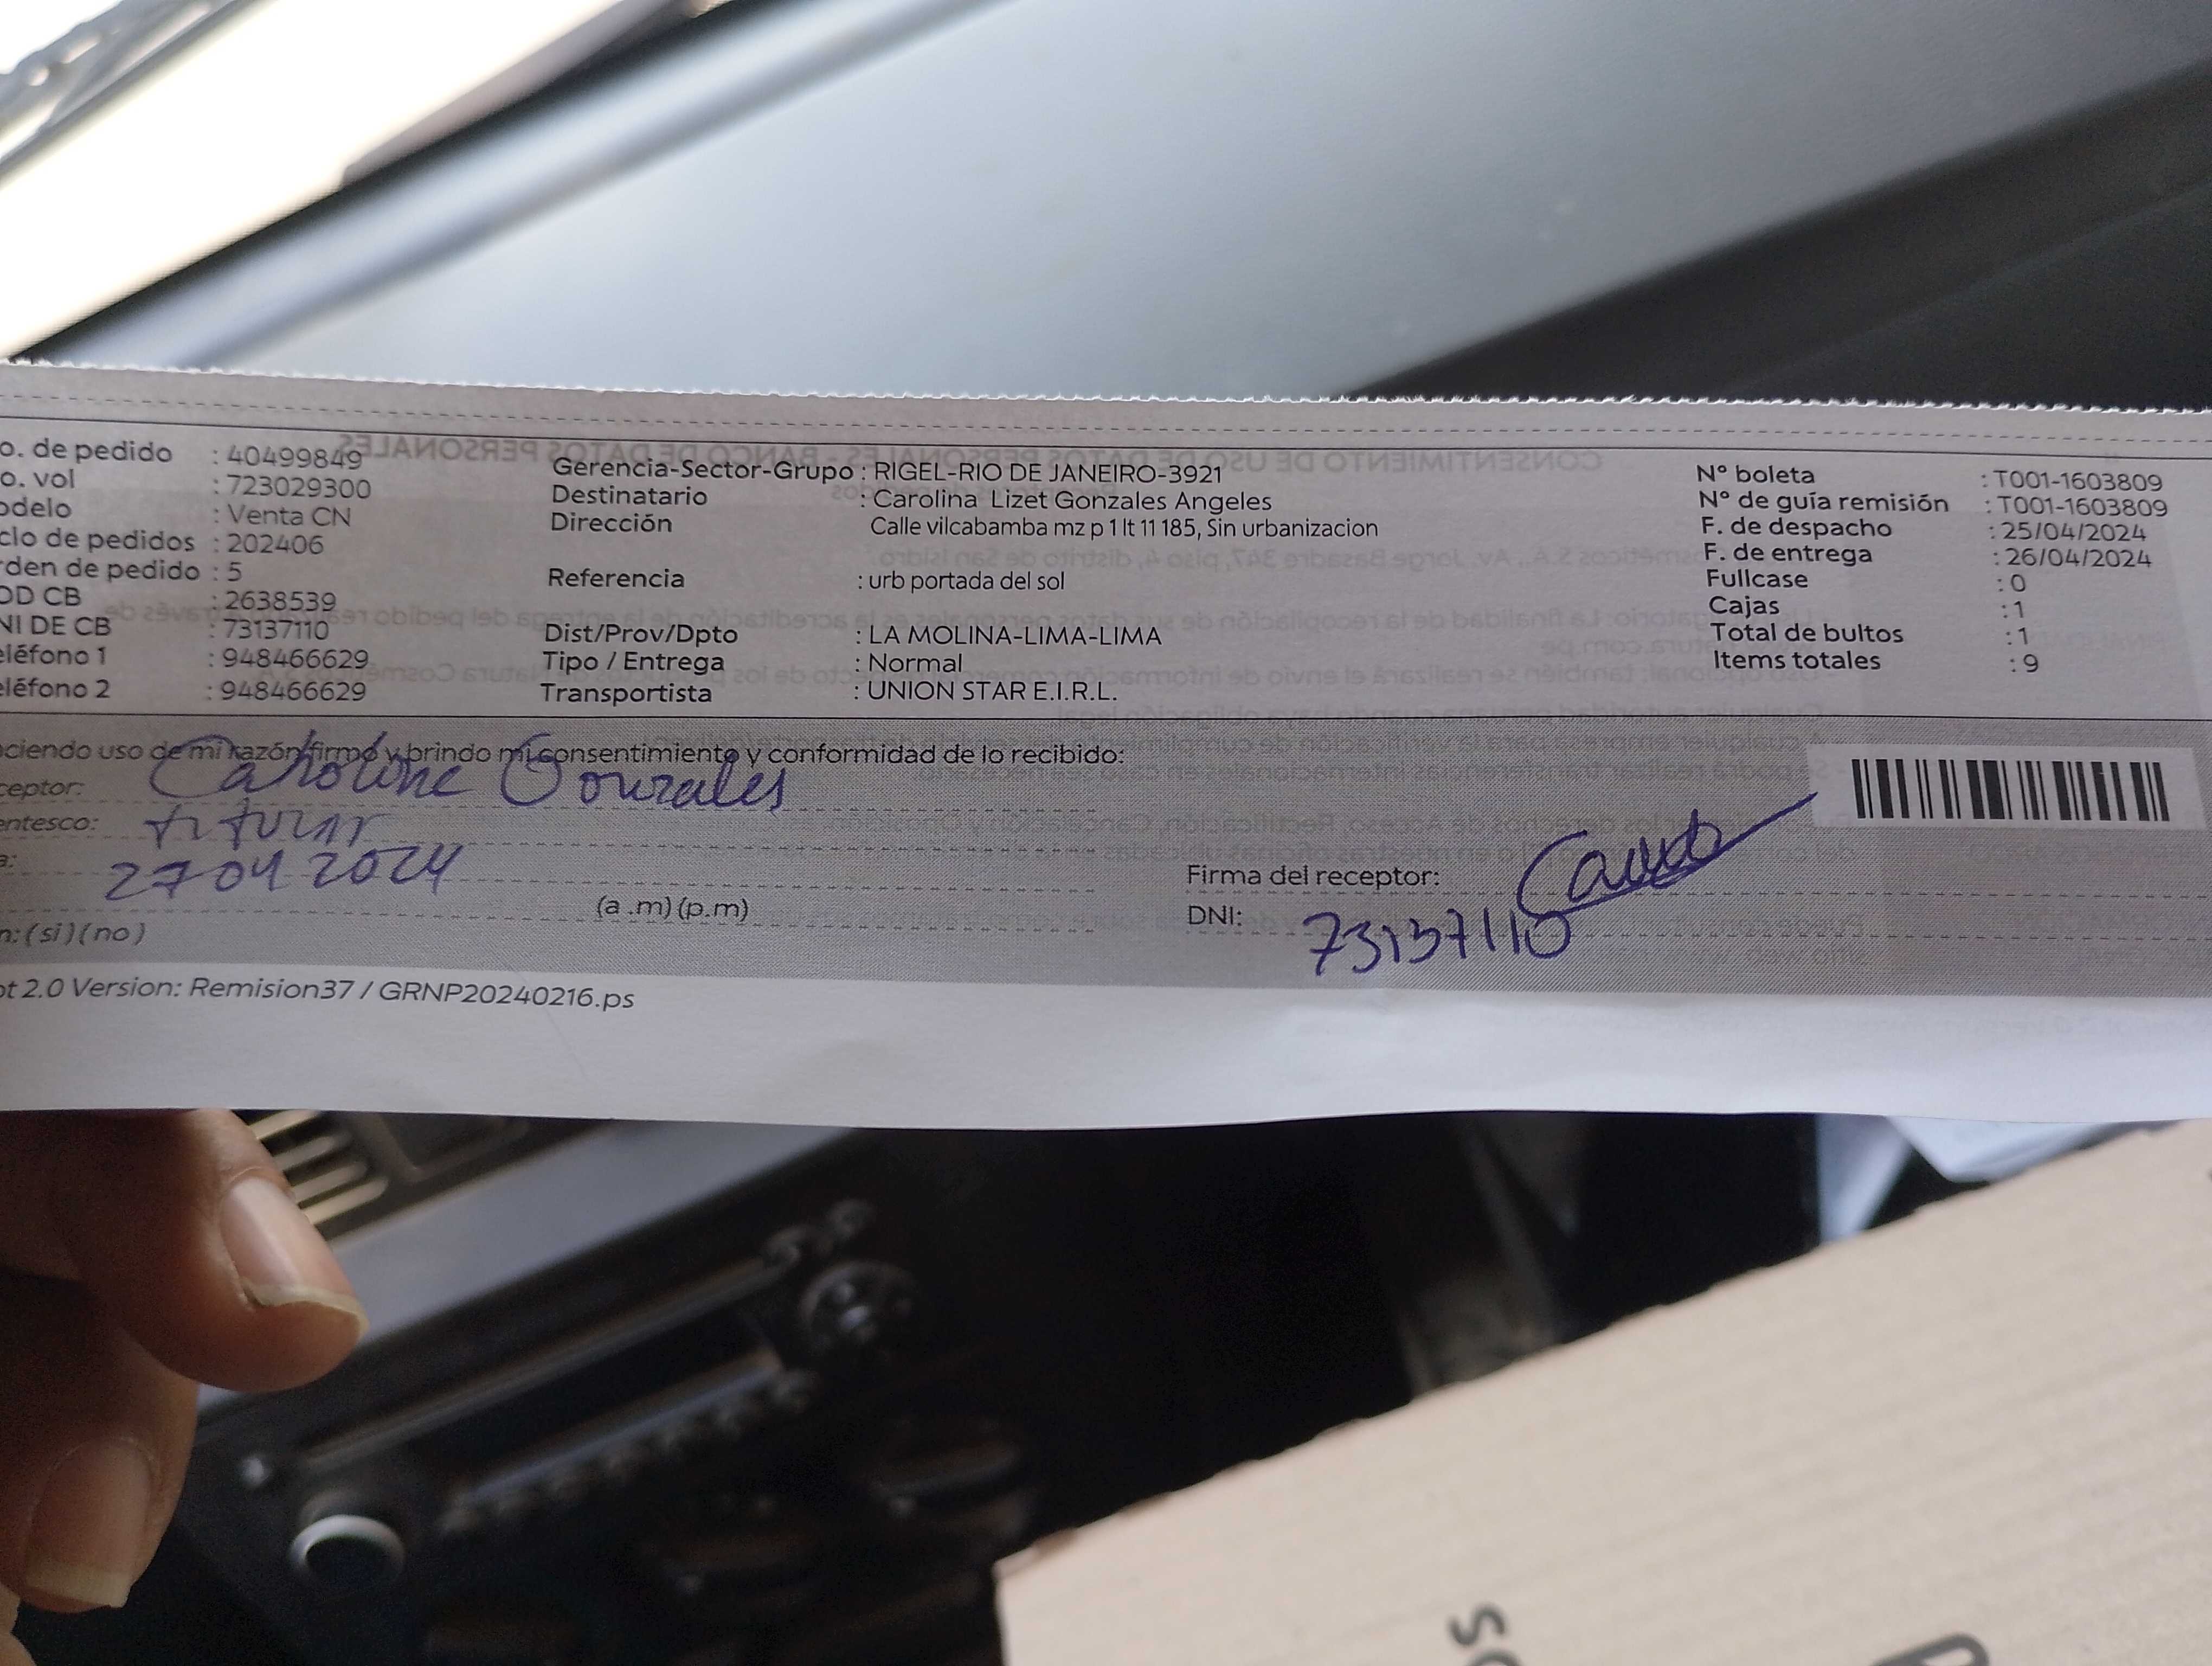 o. de pedido : 40499849
o. vol : 723029300
odelo : Venta CN
clo de pedidos : 202406
rden de pedido : 5
OD CB : 2638539
NI DE CB : 73137110
eléfono 1 : 948466629
eléfono 2 : 948466629
Gerencia-Sector-Grupo : RIGEL-RIO DE JANEIRO-3921
Destinatario : Carolina Lizet Gonzales Angeles
Dirección Calle vilcabamba mz p 1 lt 11 185, Sin urbanizacion
Referencia : urb portada del sol
Dist/Prov/Dpto : LA MOLINA-LIMA-LIMA
Tipo / Entrega : Normal
Transportista : UNION STAR E.I.R.L.
N° boleta : T001-1603809
N° de guía remisión : T001-1603809
F. de despacho : 25/04/2024
F. de entrega : 26/04/2024
Fullcase : 0
Cajas : 1
Total de bultos : 1
Items totales : 9
ciendo uso de mi razón firmo y brindo mi consentimiento y conformidad de lo recibido:
ceptor: Caroline Gonzales
entesco: titular
a: 27 04 2024
(a .m) (p.m)
n: (si) (no)
Firma del receptor:
DNI: 73137110
ot 2.0 Version: Remision37 / GRNP20240216.ps